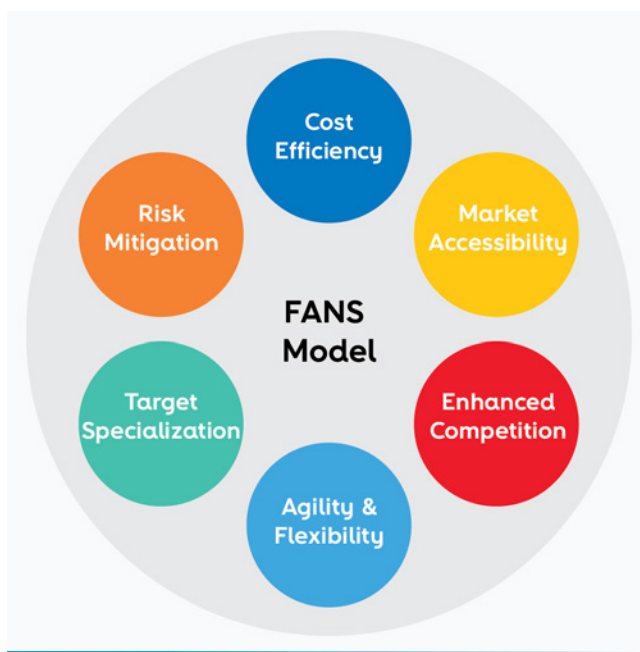 Cost
Efficiency
Market
Accessibility
Enhanced
Competition
Agility &
Flexibility
Target
Specialization
Risk
Mitigation
FANS
Model